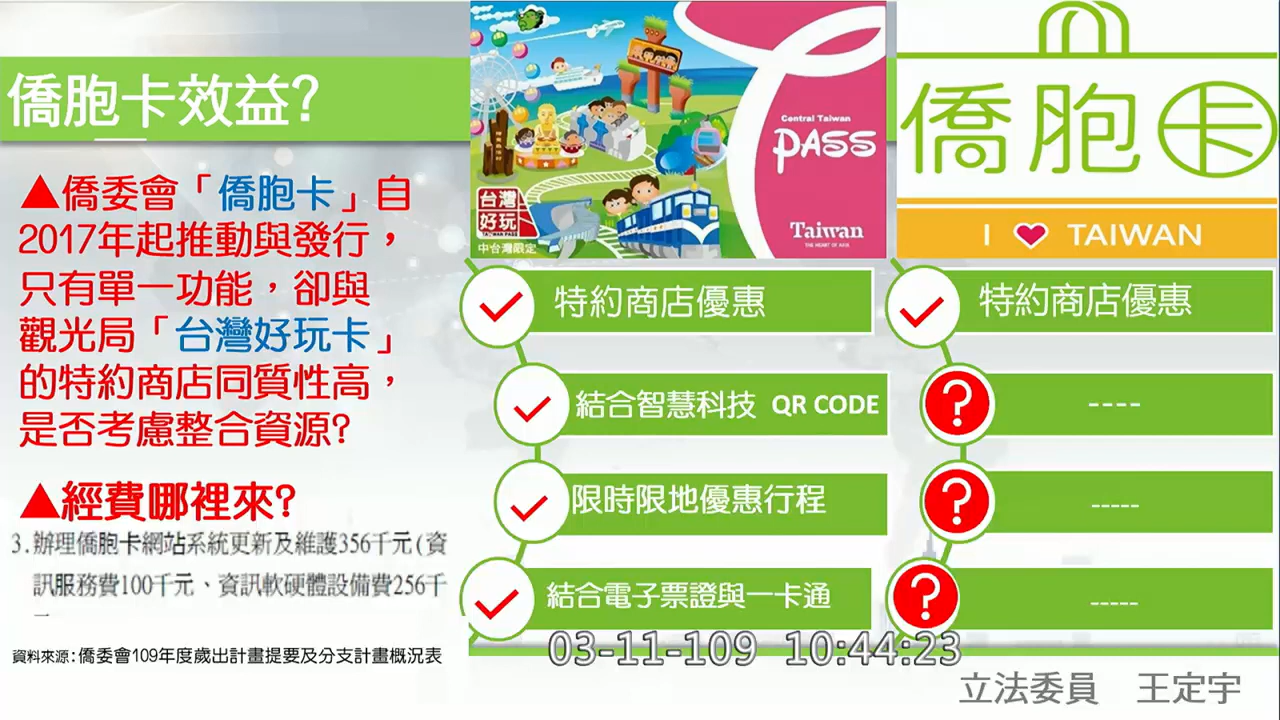 僑胞卡效益?
▲僑委會「僑胞卡」自
2017年起推動與發行，
只有單一功能，卻與
觀光局「台灣好玩卡」
的特約商店同質性高，
是否考慮整合資源?
▲經費哪裡來?
3.辦理僑胞卡網站系統更新及維護356千元(資
訊服務費100千元、資訊軟硬體設備費256千
資料來源：僑委會109年度歲出計畫提要及分支計畫概況表
Central Taiwan
PASS
台灣
好玩
TAIWAN PASS
中台灣限定
Taiwan
THE HEART OF ASIA
特約商店優惠
結合智慧科技 QR CODE
限時限地優惠行程
結合電子票證與一卡通
僑胞卡
I ♥ TAIWAN
特約商店優惠
?
----
?
-----
?
-----
03-11-109 10:44:23
立法委員 王定宇